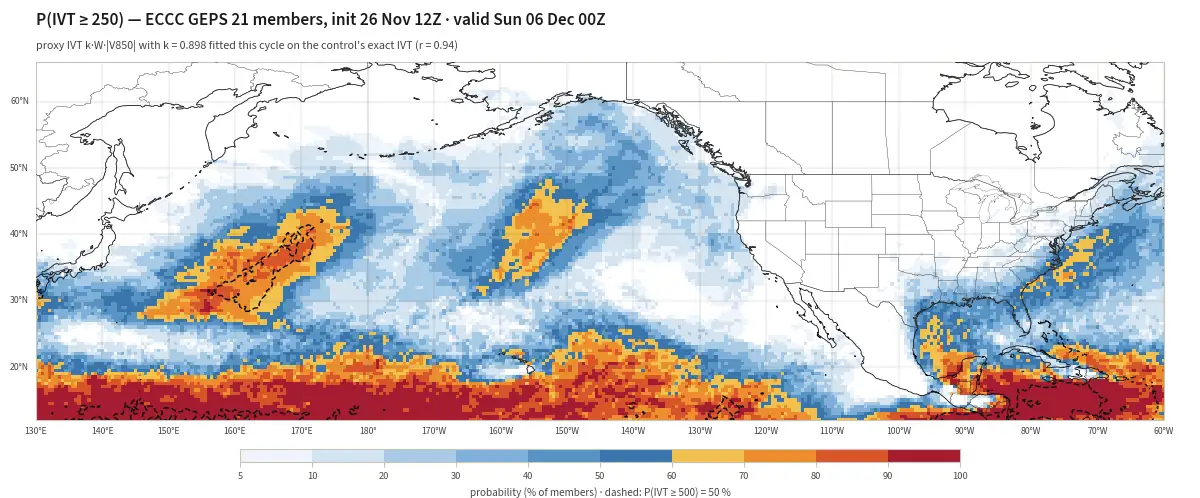 P(IVT ≥ 250) — ECCC GEPS 21 members, init 26 Nov 12Z · valid Sun 06 Dec 00Z
proxy IVT k·W·|V850| with k = 0.898 fitted this cycle on the control's exact IVT (r = 0.94)
60°N
50°N
40°N
30°N
20°N
130°E 140°E 150°E 160°E 170°E 180° 170°W 160°W 150°W 140°W 130°W 120°W 110°W 100°W 90°W 80°W 70°W 60°W
5 10 20 30 40 50 60 70 80 90 100
probability (% of members) · dashed: P(IVT ≥ 500) = 50 %